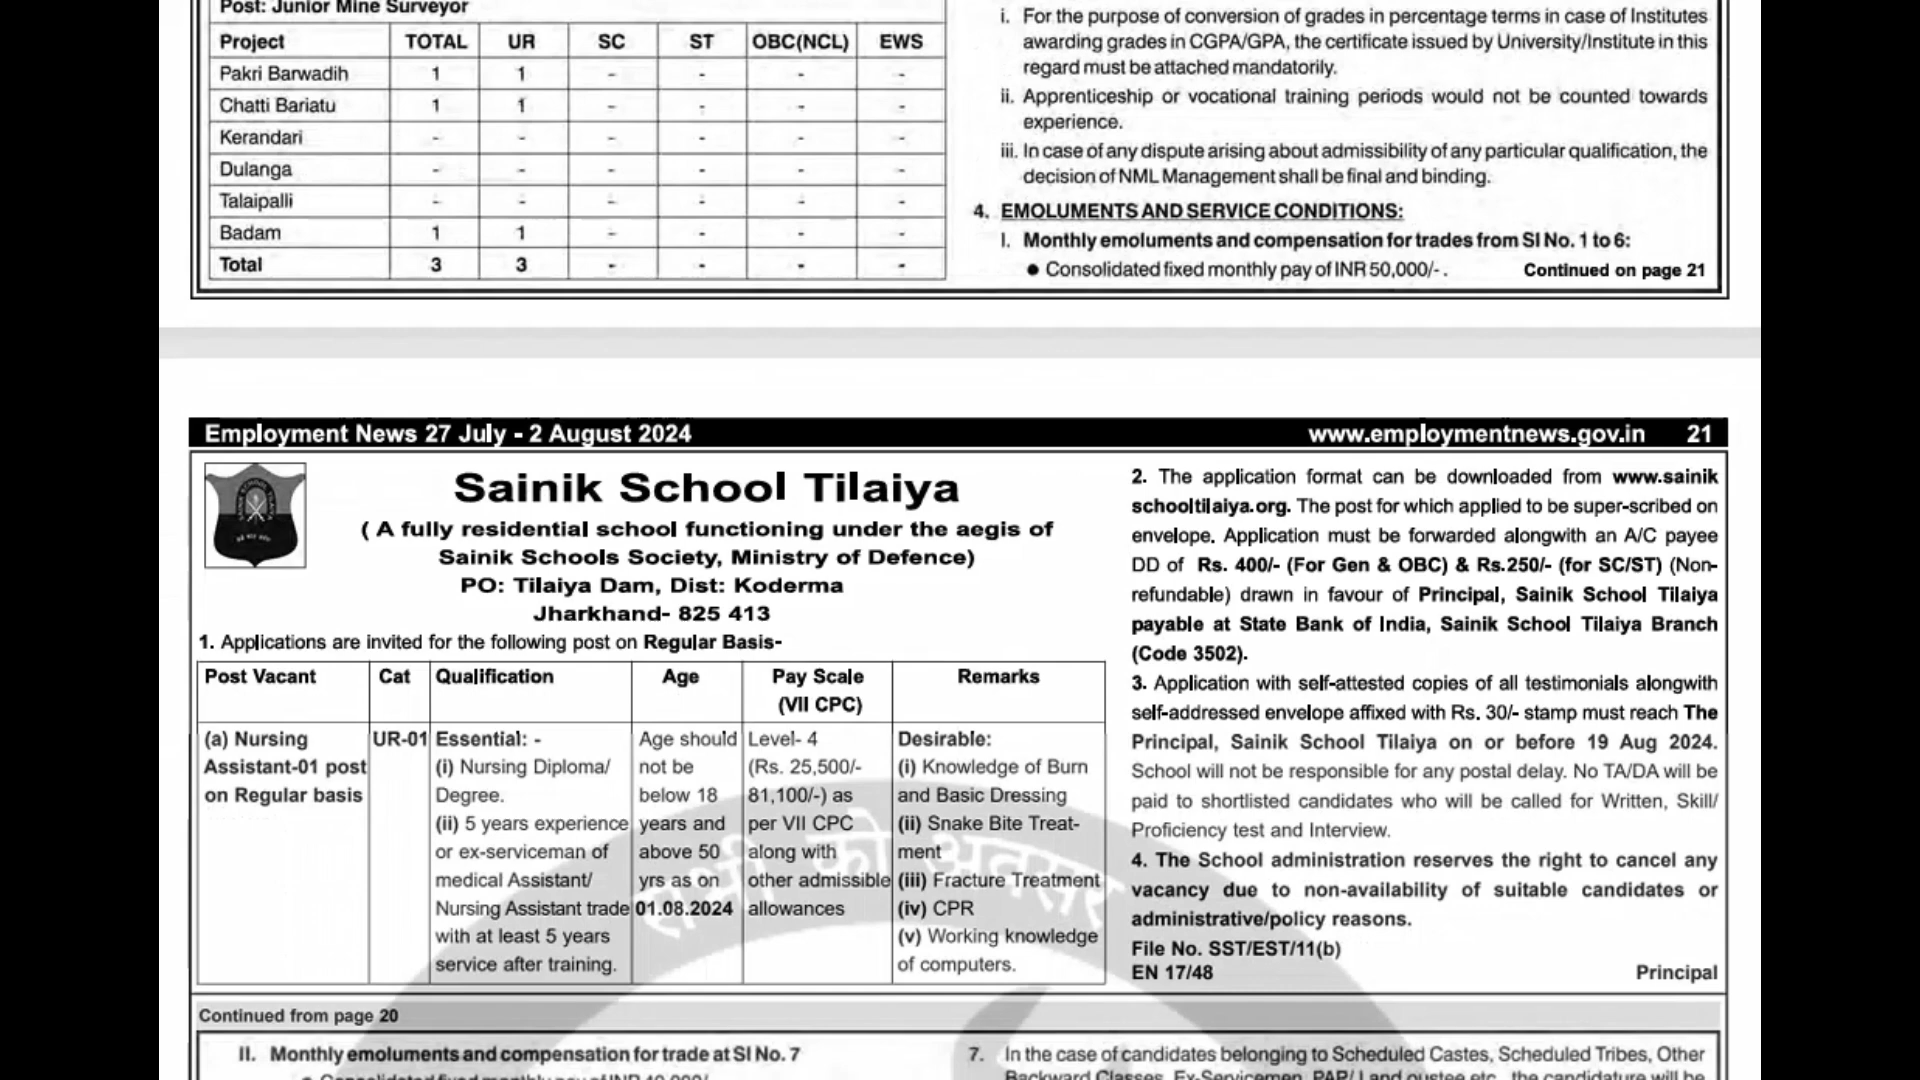 Post: Junior Mine Surveyor
Project TOTAL UR SC ST OBC(NCL) EWS
Pakri Barwadih 1 1 - - - -
Chatti Bariatu 1 1 - - - -
Kerandari - - - - - -
Dulanga - - - - - -
Talaipalli - - - - - -
Badam 1 1 - - - -
Total 3 3 - - - -
i. For the purpose of conversion of grades in percentage terms in case of Institutes
awarding grades in CGPA/GPA, the certificate issued by University/Institute in this
regard must be attached mandatorily.
ii. Apprenticeship or vocational training periods would not be counted towards
experience.
iii. In case of any dispute arising about admissibility of any particular qualification, the
decision of NML Management shall be final and binding.
4. EMOLUMENTS AND SERVICE CONDITIONS:
I. Monthly emoluments and compensation for trades from SI No. 1 to 6:
● Consolidated fixed monthly pay of INR 50,000/- . Continued on page 21
Employment News 27 July - 2 August 2024 www.employmentnews.gov.in 21
Sainik School Tilaiya
( A fully residential school functioning under the aegis of
Sainik Schools Society, Ministry of Defence)
PO: Tilaiya Dam, Dist: Koderma
Jharkhand- 825 413
1. Applications are invited for the following post on Regular Basis-
Post Vacant Cat Qualification Age Pay Scale Remarks
(VII CPC)
(a) Nursing UR-01 Essential: - Age should Level- 4 Desirable:
Assistant-01 post (i) Nursing Diploma/ not be (Rs. 25,500/- (i) Knowledge of Burn
on Regular basis Degree. below 18 81,100/-) as and Basic Dressing
(ii) 5 years experience years and per VII CPC (ii) Snake Bite Treat-
or ex-serviceman of above 50 along with ment
medical Assistant/ yrs as on other admissible (iii) Fracture Treatment
Nursing Assistant trade 01.08.2024 allowances (iv) CPR
with at least 5 years (v) Working knowledge
service after training. of computers.
सभी को अवसर
2. The application format can be downloaded from www.sainik
schooltilaiya.org. The post for which applied to be super-scribed on
envelope. Application must be forwarded alongwith an A/C payee
DD of Rs. 400/- (For Gen & OBC) & Rs.250/- (for SC/ST) (Non-
refundable) drawn in favour of Principal, Sainik School Tilaiya
payable at State Bank of India, Sainik School Tilaiya Branch
(Code 3502).
3. Application with self-attested copies of all testimonials alongwith
self-addressed envelope affixed with Rs. 30/- stamp must reach The
Principal, Sainik School Tilaiya on or before 19 Aug 2024.
School will not be responsible for any postal delay. No TA/DA will be
paid to shortlisted candidates who will be called for Written, Skill/
Proficiency test and Interview.
4. The School administration reserves the right to cancel any
vacancy due to non-availability of suitable candidates or
administrative/policy reasons.
File No. SST/EST/11(b)
EN 17/48 Principal
Continued from page 20
II. Monthly emoluments and compensation for trade at SI No. 7
7. In the case of candidates belonging to Scheduled Castes, Scheduled Tribes, Other